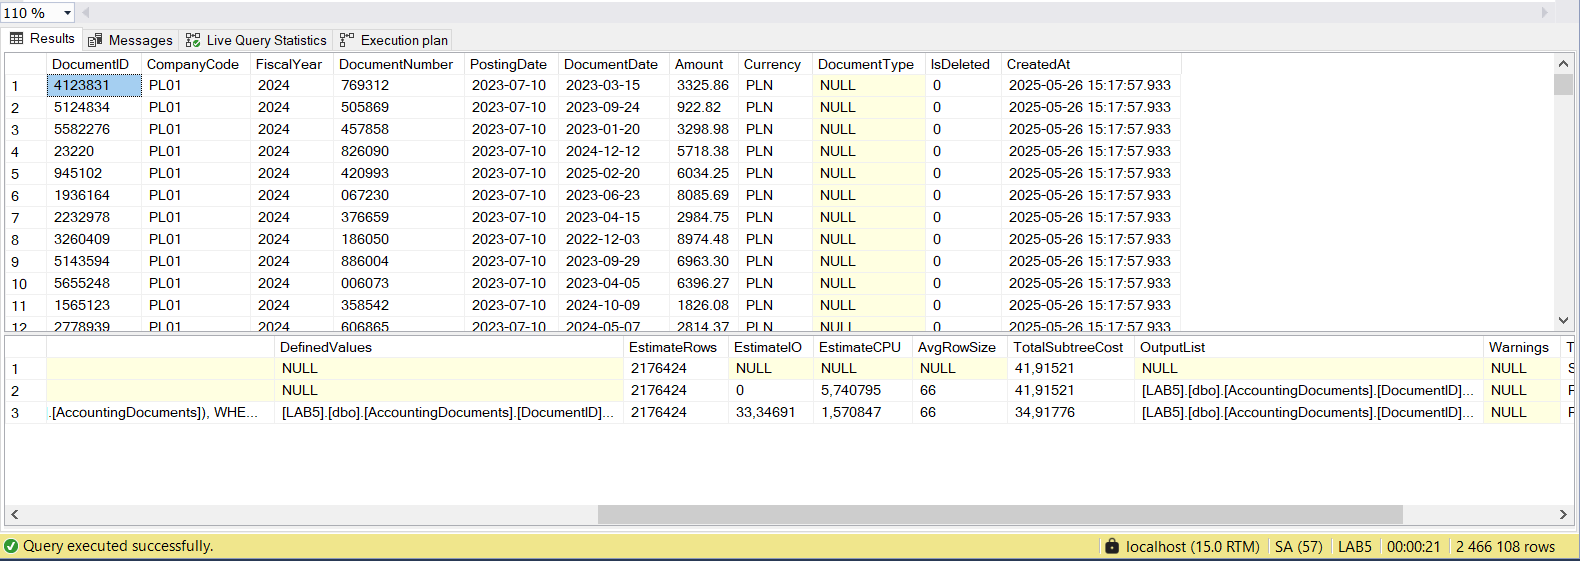 110 %
Results Messages Live Query Statistics Execution plan
DocumentID CompanyCode FiscalYear DocumentNumber PostingDate DocumentDate Amount Currency DocumentType IsDeleted CreatedAt
1 4123831 PL01 2024 769312 2023-07-10 2023-03-15 3325.86 PLN NULL 0 2025-05-26 15:17:57.933
2 5124834 PL01 2024 505869 2023-07-10 2023-09-24 922.82 PLN NULL 0 2025-05-26 15:17:57.933
3 5582276 PL01 2024 457858 2023-07-10 2023-01-20 3298.98 PLN NULL 0 2025-05-26 15:17:57.933
4 23220 PL01 2024 826090 2023-07-10 2024-12-12 5718.38 PLN NULL 0 2025-05-26 15:17:57.933
5 945102 PL01 2024 420993 2023-07-10 2025-02-20 6034.25 PLN NULL 0 2025-05-26 15:17:57.933
6 1936164 PL01 2024 067230 2023-07-10 2023-06-23 8085.69 PLN NULL 0 2025-05-26 15:17:57.933
7 2232978 PL01 2024 376659 2023-07-10 2023-04-15 2984.75 PLN NULL 0 2025-05-26 15:17:57.933
8 3260409 PL01 2024 186050 2023-07-10 2022-12-03 8974.48 PLN NULL 0 2025-05-26 15:17:57.933
9 5143594 PL01 2024 886004 2023-07-10 2023-09-29 6963.30 PLN NULL 0 2025-05-26 15:17:57.933
10 5655248 PL01 2024 006073 2023-07-10 2023-04-05 6396.27 PLN NULL 0 2025-05-26 15:17:57.933
11 1565123 PL01 2024 358542 2023-07-10 2024-10-09 1826.08 PLN NULL 0 2025-05-26 15:17:57.933
12 2778939 PL01 2024 606865 2023-07-10 2024-05-07 2814.37 PLN NULL 0 2025-05-26 15:17:57.933
DefinedValues EstimateRows EstimateIO EstimateCPU AvgRowSize TotalSubtreeCost OutputList Warnings T
1 NULL 2176424 NULL NULL NULL 41,91521 NULL NULL S
2 NULL 2176424 0 5,740795 66 41,91521 [LAB5].[dbo].[AccountingDocuments].[DocumentID]... NULL
3 .[AccountingDocuments]), WHE... [LAB5].[dbo].[AccountingDocuments].[DocumentID]... 2176424 33,34691 1,570847 66 34,91776 [LAB5].[dbo].[AccountingDocuments].[DocumentID]... NULL
Query executed successfully. localhost (15.0 RTM) SA (57) LAB5 00:00:21 2 466 108 rows